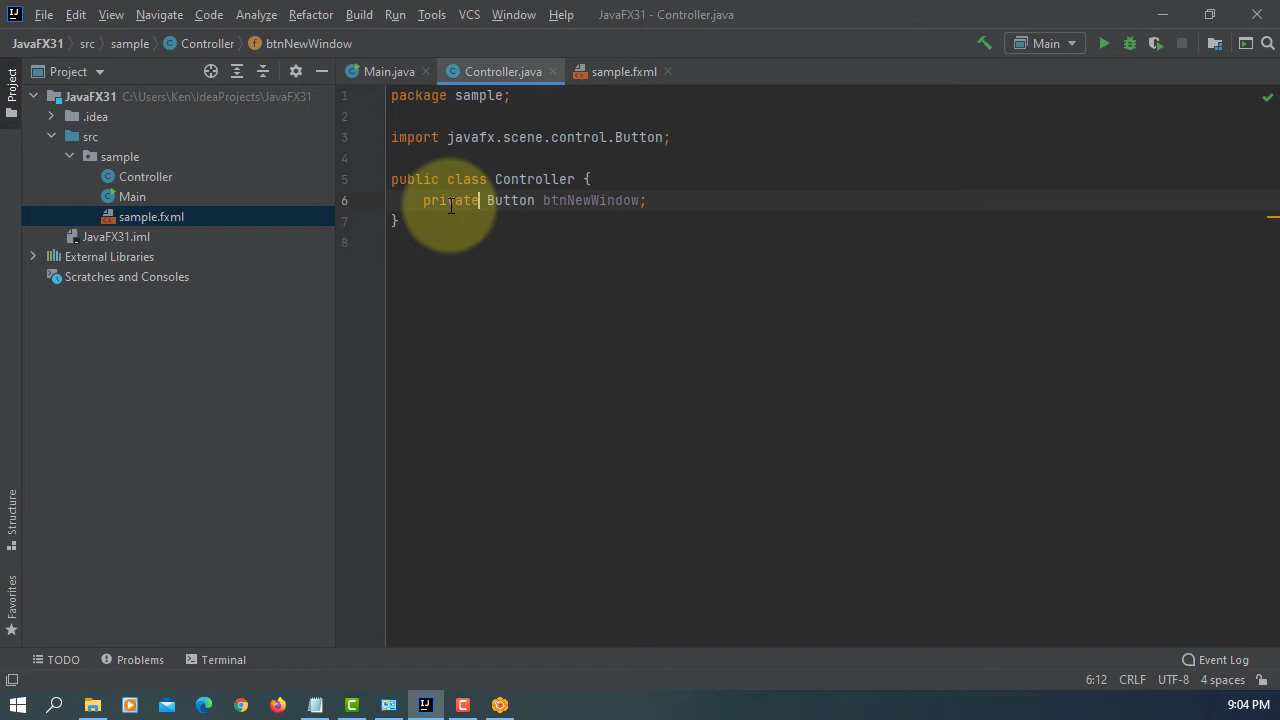 File Edit View Navigate Code Analyze Refactor Build Run Tools VCS Window Help JavaFX31 - Controller.java
JavaFX31 src sample Controller btnNewWindow Main
Project Main.java Controller.java sample.fxml
Project
JavaFX31 C:\Users\Ken\IdeaProjects\JavaFX31
.idea
src
sample
Controller
Main
sample.fxml
JavaFX31.iml
External Libraries
Scratches and Consoles
1 package sample;
2
3 import javafx.scene.control.Button;
4
5 public class Controller {
6 private Button btnNewWindow;
7 }
8
Structure
Favorites
TODO Problems Terminal Event Log
6:12 CRLF UTF-8 4 spaces
9:04 PM